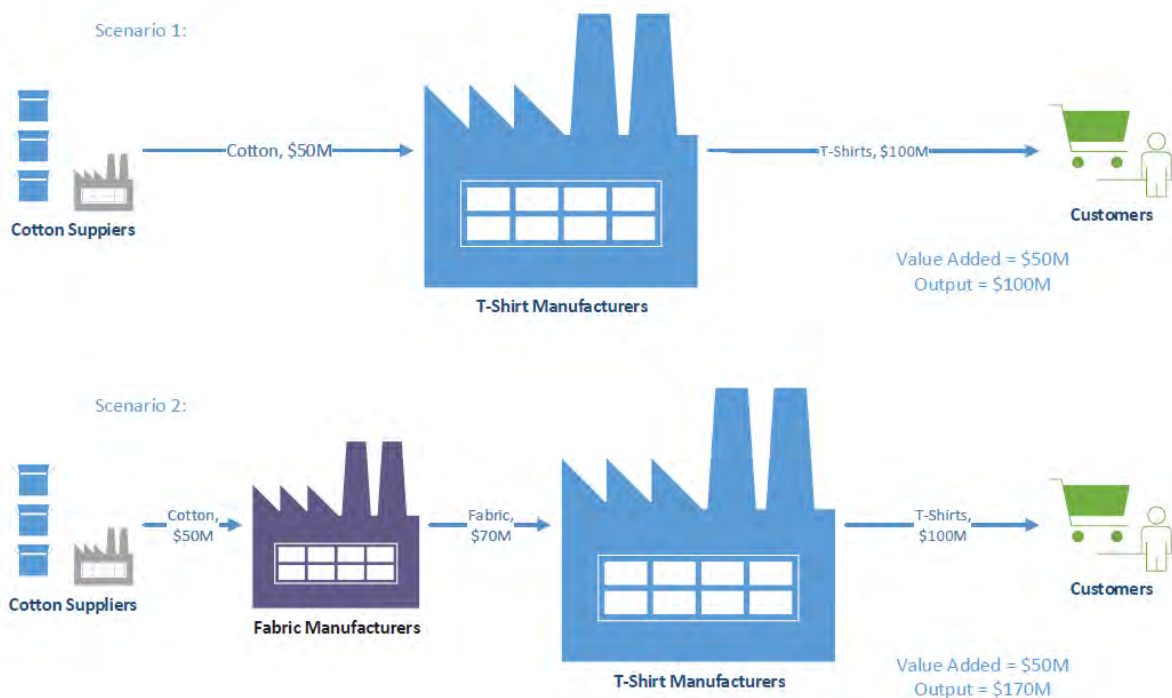 Scenario 1:
Cotton, $50M
T-Shirts, $100M
Cotton Suppiers
Customers
T-Shirt Manufacturers
Value Added = $50M
Output = $100M
Scenario 2:
Cotton,
$50M
Fabric,
$70M
T-Shirts,
$100M
Cotton Suppliers
Fabric Manufacturers
Customers
T-Shirt Manufacturers
Value Added = $50M
Output = $170M